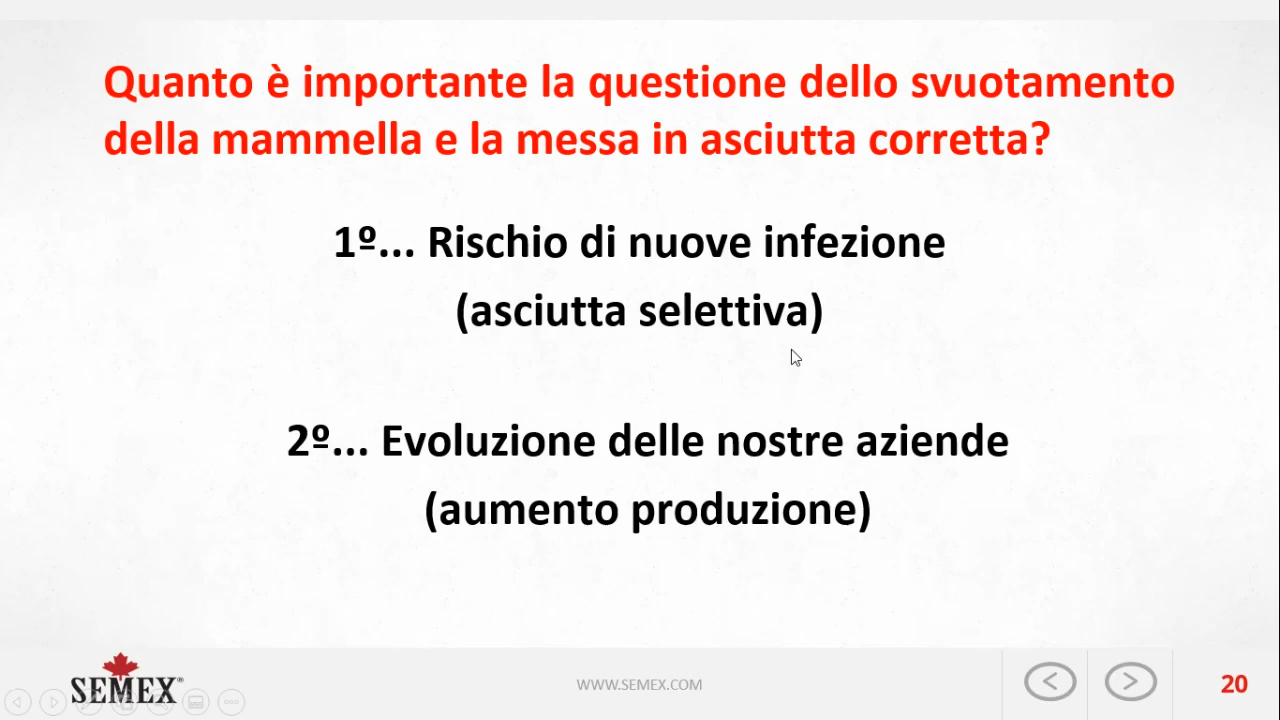 Quanto è importante la questione dello svuotamento
della mammella e la messa in asciutta corretta?
1º... Rischio di nuove infezione
(asciutta selettiva)
2º... Evoluzione delle nostre aziende
(aumento produzione)
SEMEX®
WWW.SEMEX.COM
20